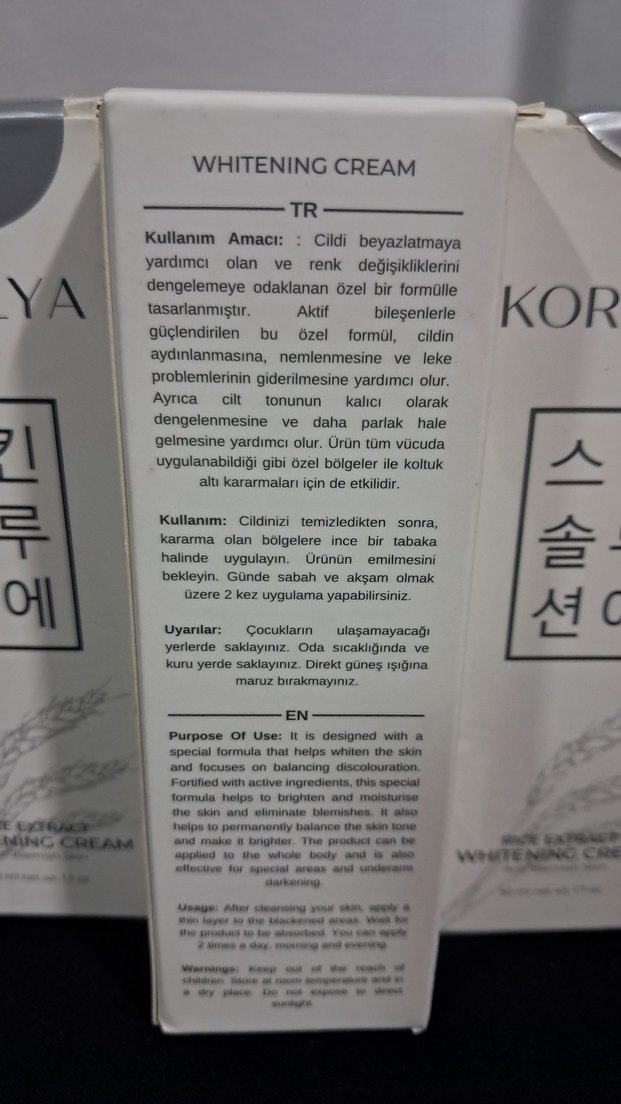 WHITENING CREAM
TR
Kullanım Amacı: : Cildi beyazlatmaya
yardımcı olan ve renk değişikliklerini
dengelemeye odaklanan özel bir formülle
tasarlanmıştır. Aktif bileşenlerle
güçlendirilen bu özel formül, cildin
aydınlanmasına, nemlenmesine ve leke
problemlerinin giderilmesine yardımcı olur.
Ayrıca cilt tonunun kalıcı olarak
dengelenmesine ve daha parlak hale
gelmesine yardımcı olur. Ürün tüm vücuda
uygulanabildiği gibi özel bölgeler ile koltuk
altı kararmaları için de etkilidir.
Kullanım: Cildinizi temizledikten sonra,
kararma olan bölgelere ince bir tabaka
halinde uygulayın. Ürünün emilmesini
bekleyin. Günde sabah ve akşam olmak
üzere 2 kez uygulama yapabilirsiniz.
Uyarılar: Çocukların ulaşamayacağı
yerlerde saklayınız. Oda sıcaklığında ve
kuru yerde saklayınız. Direkt güneş ışığına
maruz bırakmayınız.
EN
Purpose Of Use: It is designed with a
special formula that helps whiten the skin
and focuses on balancing discolouration.
Fortified with active ingredients, this special
formula helps to brighten and moisturise
the skin and eliminate blemishes. It also
helps to permanently balance the skin tone
and make it brighter. The product can be
applied to the whole body and is also
effective for special areas and underarm
darkening.
Usage: After cleansing your skin, apply a
thin layer to the blackened areas. Wait for
the product to be absorbed. You can apply
2 times a day, morning and evening.
Warnings: Keep out of the reach of
children. Store at room temperature and in
a dry place. Do not expose to direct
sunlight.
LYA
킨
루
에
EXTRACT
NING CREAM
KOR
스
솔
션
RICE EXTRACT
WHITENING CRE